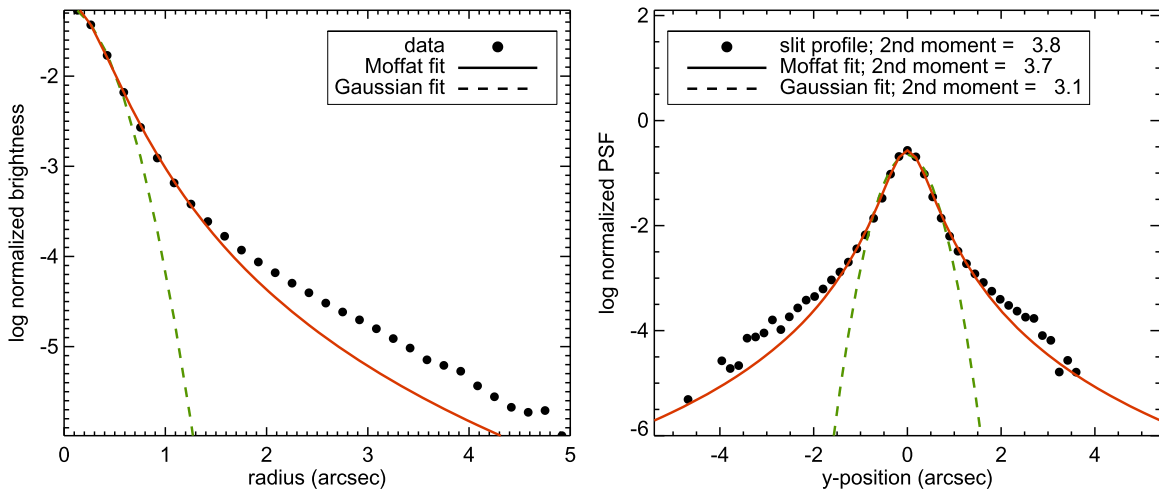 log normalized brightness
-2
-3
-4
-5
0 1 2 3 4 5
radius (arcsec)
data
Moffat fit
Gaussian fit
log normalized PSF
2
0
-2
-4
-6
-4 -2 0 2 4
y-position (arcsec)
slit profile; 2nd moment = 3.8
Moffat fit; 2nd moment = 3.7
Gaussian fit; 2nd moment = 3.1